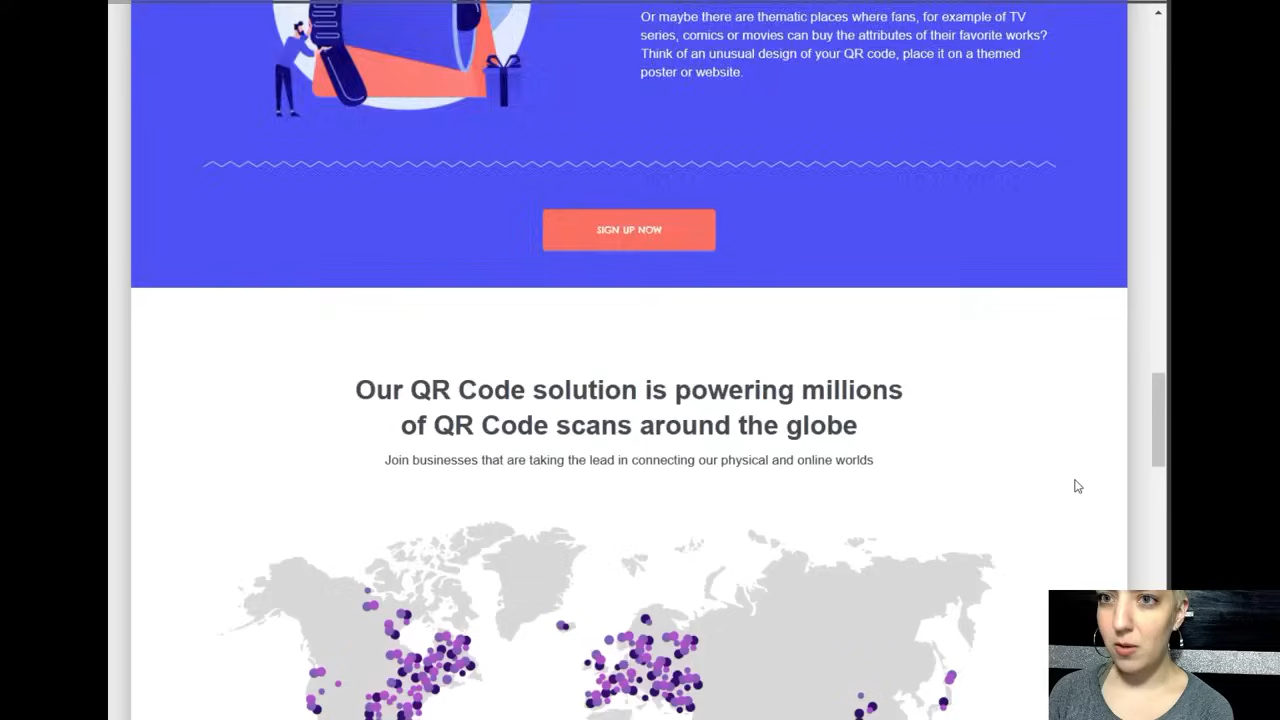 Or maybe there are thematic places where fans, for example of TV
series, comics or movies can buy the attributes of their favorite works?
Think of an unusual design of your QR code, place it on a themed
poster or website.
SIGN UP NOW
Our QR Code solution is powering millions
of QR Code scans around the globe
Join businesses that are taking the lead in connecting our physical and online worlds